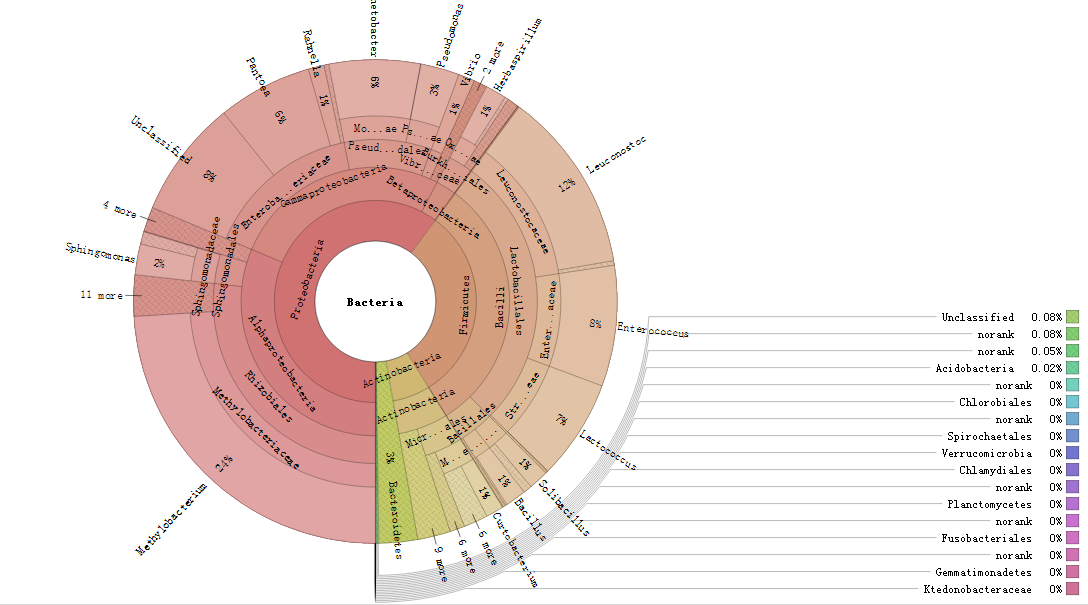 etobacter
Pseudomonas
Vibrio
2 more
Herbaspirillum
Rahnella
Pantoea
Unclassified
4 more
Sphingomonas
11 more
Methylobacterium
6%
3%
1%
1%
1%
6%
8%
2%
24%
Mo...ae
Ps...ae
Ox...ae
Pseud...dales
Vibr...ceae
Enteroba...eriaceae
Gammaproteobacteria
Betaproteobacteria
Sphingomonadaceae
Sphingomonadales
Proteobacteria
Alphaproteobacteria
Rhizobiales
Methylobacteriaceae
Bacteria
Firmicutes
Bacilli
Lactobacillales
Leuconostocaceae
Leuconostoc
12%
Enter...aceae
Enterococcus
8%
Str...eae
Lactococcus
7%
Bacillales
Solibacillus
1%
Bacillus
1%
Actinobacteria
Actinobacteria
Micr...ales
M...
Curtobacterium
1%
6 more
6 more
9 more
Bacteroidetes
3%
Unclassified 0.08%
norank 0.08%
norank 0.05%
Acidobacteria 0.02%
norank 0%
Chlorobiales 0%
norank 0%
Spirochaetales 0%
Verrucomicrobia 0%
Chlamydiales 0%
norank 0%
Planctomycetes 0%
norank 0%
Fusobacteriales 0%
norank 0%
Gemmatimonadetes 0%
Ktedonobacteraceae 0%